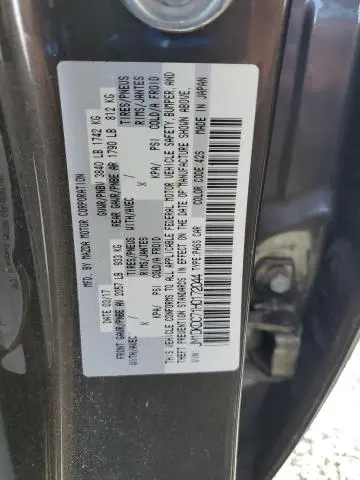 MFD. BY MAZDA MOTOR CORPORATION
DATE: 03/17 GVWR/PNBV 3840 LB 1742 KG
FRONT GAWR/PNBE AV 2057 LB 933 KG REAR GAWR/PNBE AR 1790 LB 812 KG
WITH/AVEC TIRES/PNEUS WITH/AVEC TIRES/PNEUS
X RIMS/JANTES X RIMS/JANTES
KPA/ PSI COLD/A FROID KPA/ PSI COLD/A FROID
THIS VEHICLE CONFORMS TO ALL APPLICABLE FEDERAL MOTOR VEHICLE SAFETY, BUMPER AND
THEFT PREVENTION STANDARDS IN EFFECT ON THE DATE OF MANUFACTURE SHOWN ABOVE.
VIN: TYPE:PASS CAR COLOR CODE:42S MADE IN JAPAN